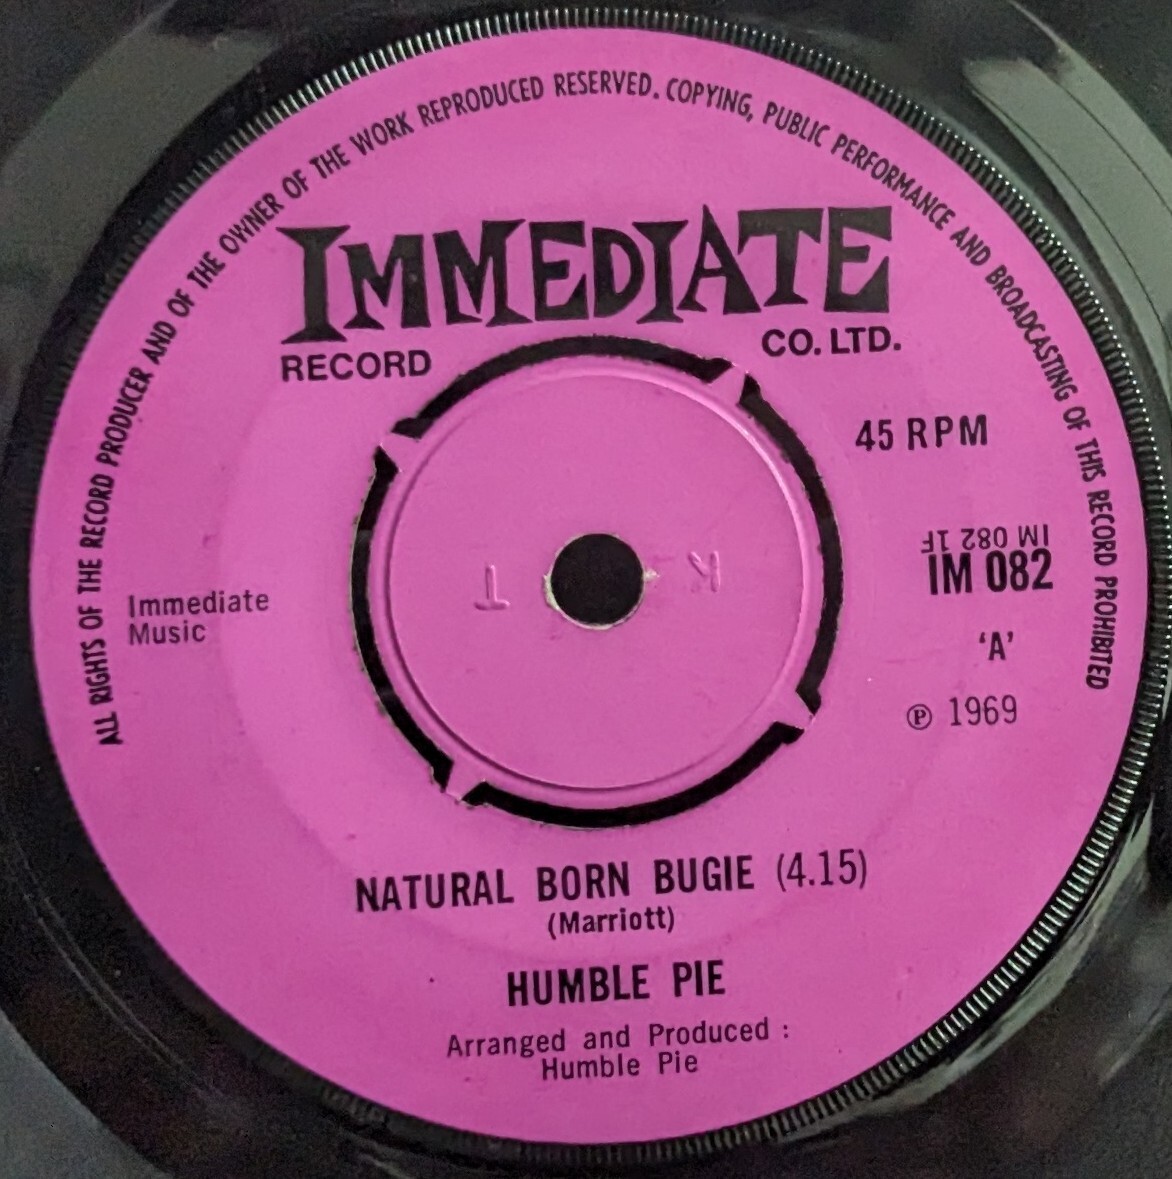 ALL RIGHTS OF THE RECORD PRODUCER AND OF THE OWNER OF THE WORK REPRODUCED RESERVED. COPYING, PUBLIC PERFORMANCE AND BROADCASTING OF THIS RECORD PROHIBITED
IMMEDIATE
RECORD CO. LTD.
45 RPM
IM 082 1F
IM 082
'A'
℗ 1969
Immediate
Music
K T
NATURAL BORN BUGIE (4.15)
(Marriott)
HUMBLE PIE
Arranged and Produced :
Humble Pie